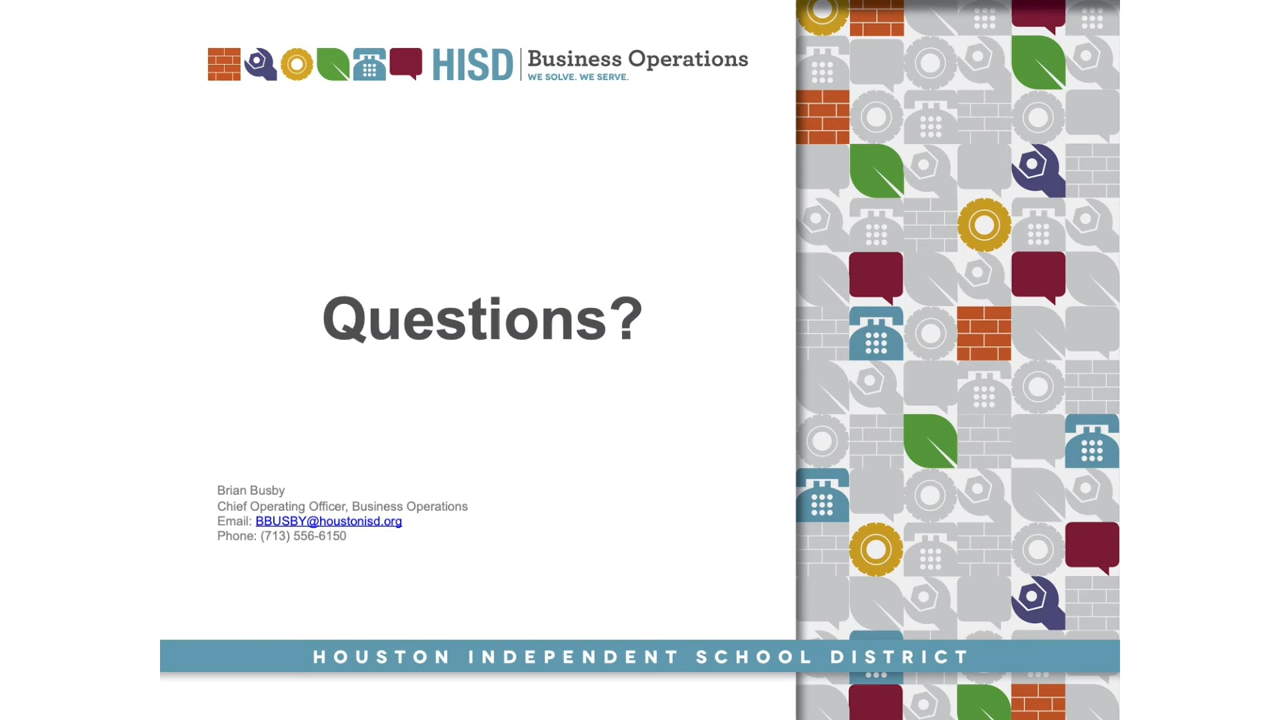 HISD
Business Operations
WE SOLVE. WE SERVE.
Questions?
Brian Busby
Chief Operating Officer, Business Operations
Email: BBUSBY@houstonisd.org
Phone: (713) 556-6150
HOUSTON INDEPENDENT SCHOOL DISTRICT